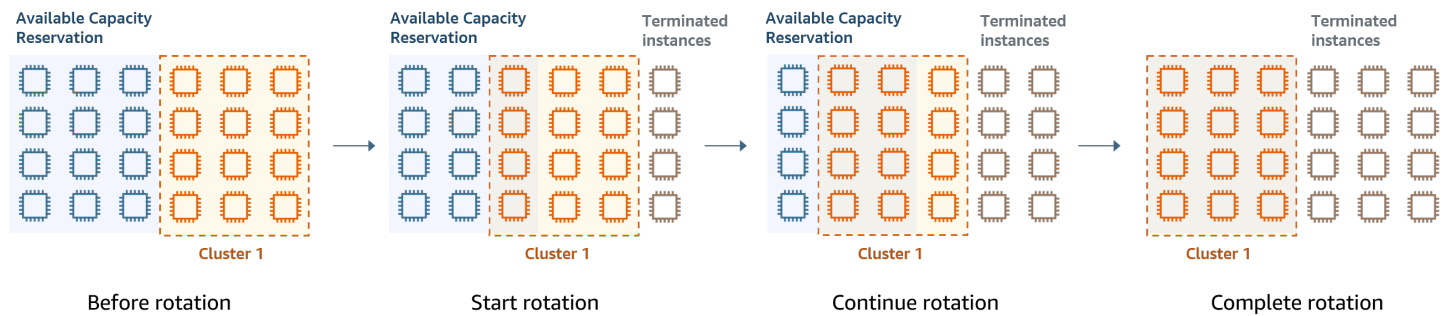 Available Capacity
Reservation
Cluster 1
Before rotation
Available Capacity
Reservation
Terminated
instances
Cluster 1
Start rotation
Available Capacity
Reservation
Terminated
instances
Cluster 1
Continue rotation
Terminated
instances
Cluster 1
Complete rotation